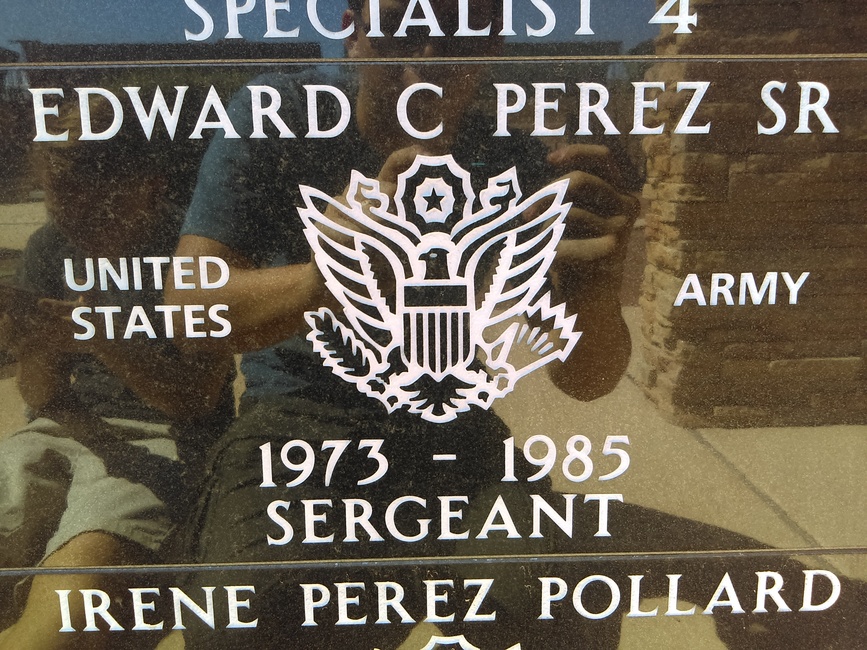 SPECIALIST 4
EDWARD C PEREZ SR
UNITED STATES
ARMY
1973 - 1985
SERGEANT
IRENE PEREZ POLLARD